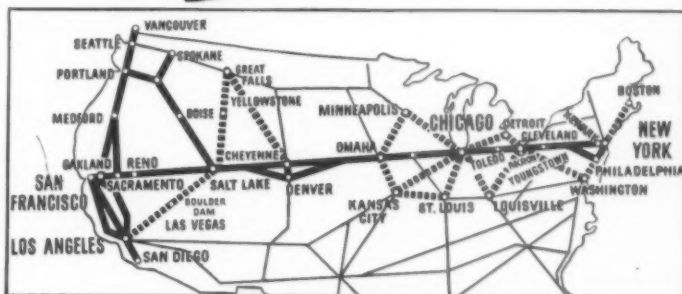 VANCOUVER
SEATTLE
SPOKANE
PORTLAND
GREAT
FALLS
YELLOWSTONE
MEDFORD
BOISE
MINNEAPOLIS
CHICAGO
DETROIT
CLEVELAND
BOSTON
NEWARK
NEW
YORK
OAKLAND
RENO
CHEYENNE
OMAHA
TOLEDO
AKRON
YOUNGSTOWN
PHILADELPHIA
SAN
FRANCISCO
SACRAMENTO
SALT LAKE
DENVER
WASHINGTON
BOULDER
DAM
KANSAS
CITY
ST. LOUIS
LOUISVILLE
LAS VEGAS
LOS ANGELES
SAN DIEGO